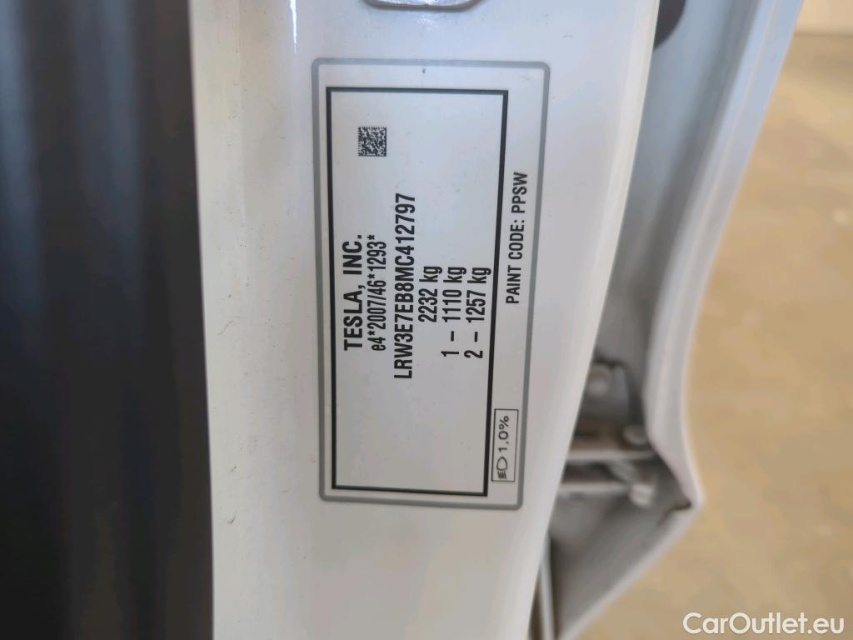 TESLA, INC.
e4*2007/46*1293*
LRW3E7EB8MC412797
2232 kg
1 – 1110 kg
2 – 1257 kg
PAINT CODE: PPSW
1,0%
CarOutlet.eu